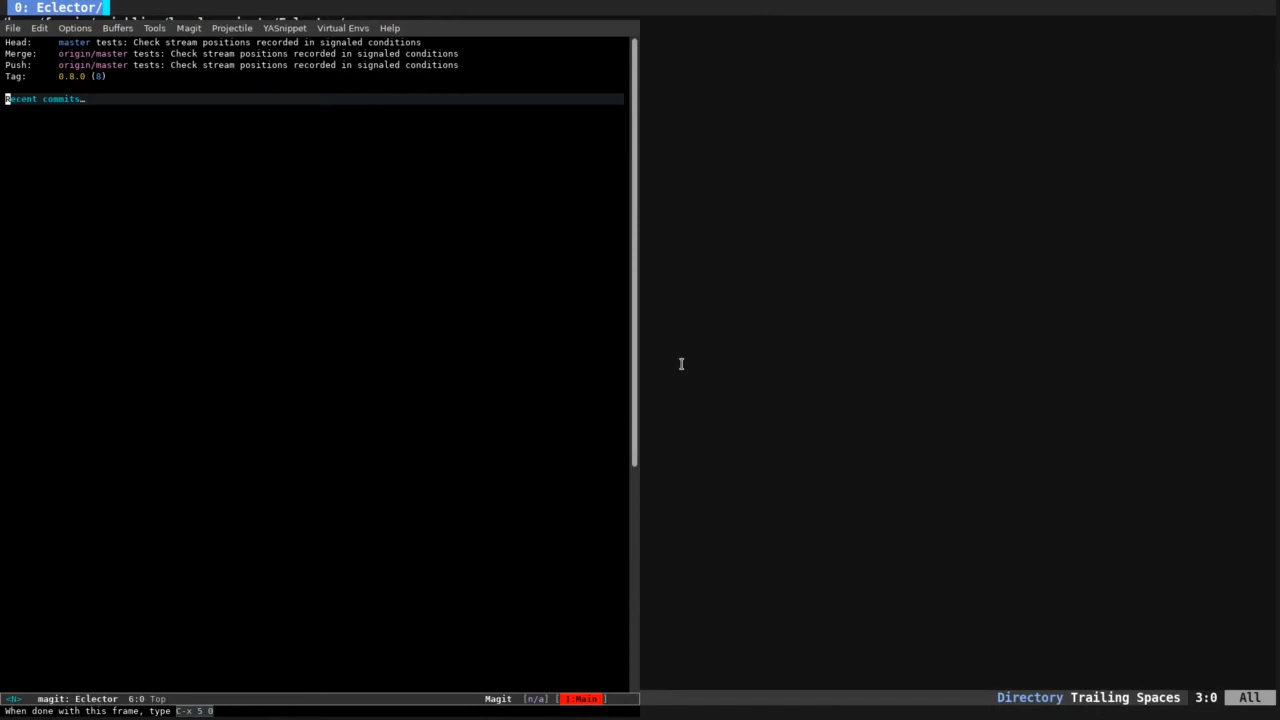 0: Eclector/
File Edit Options Buffers Tools Magit Projectile YASnippet Virtual Envs Help
Head: master tests: Check stream positions recorded in signaled conditions
Merge: origin/master tests: Check stream positions recorded in signaled conditions
Push: origin/master tests: Check stream positions recorded in signaled conditions
Tag: 0.8.0 (8)
Recent commits…
<N> magit: Eclector 6:0 Top Magit [n/a] [ 1:Main ]
Directory Trailing Spaces 3:0 All
When done with this frame, type C-x 5 0